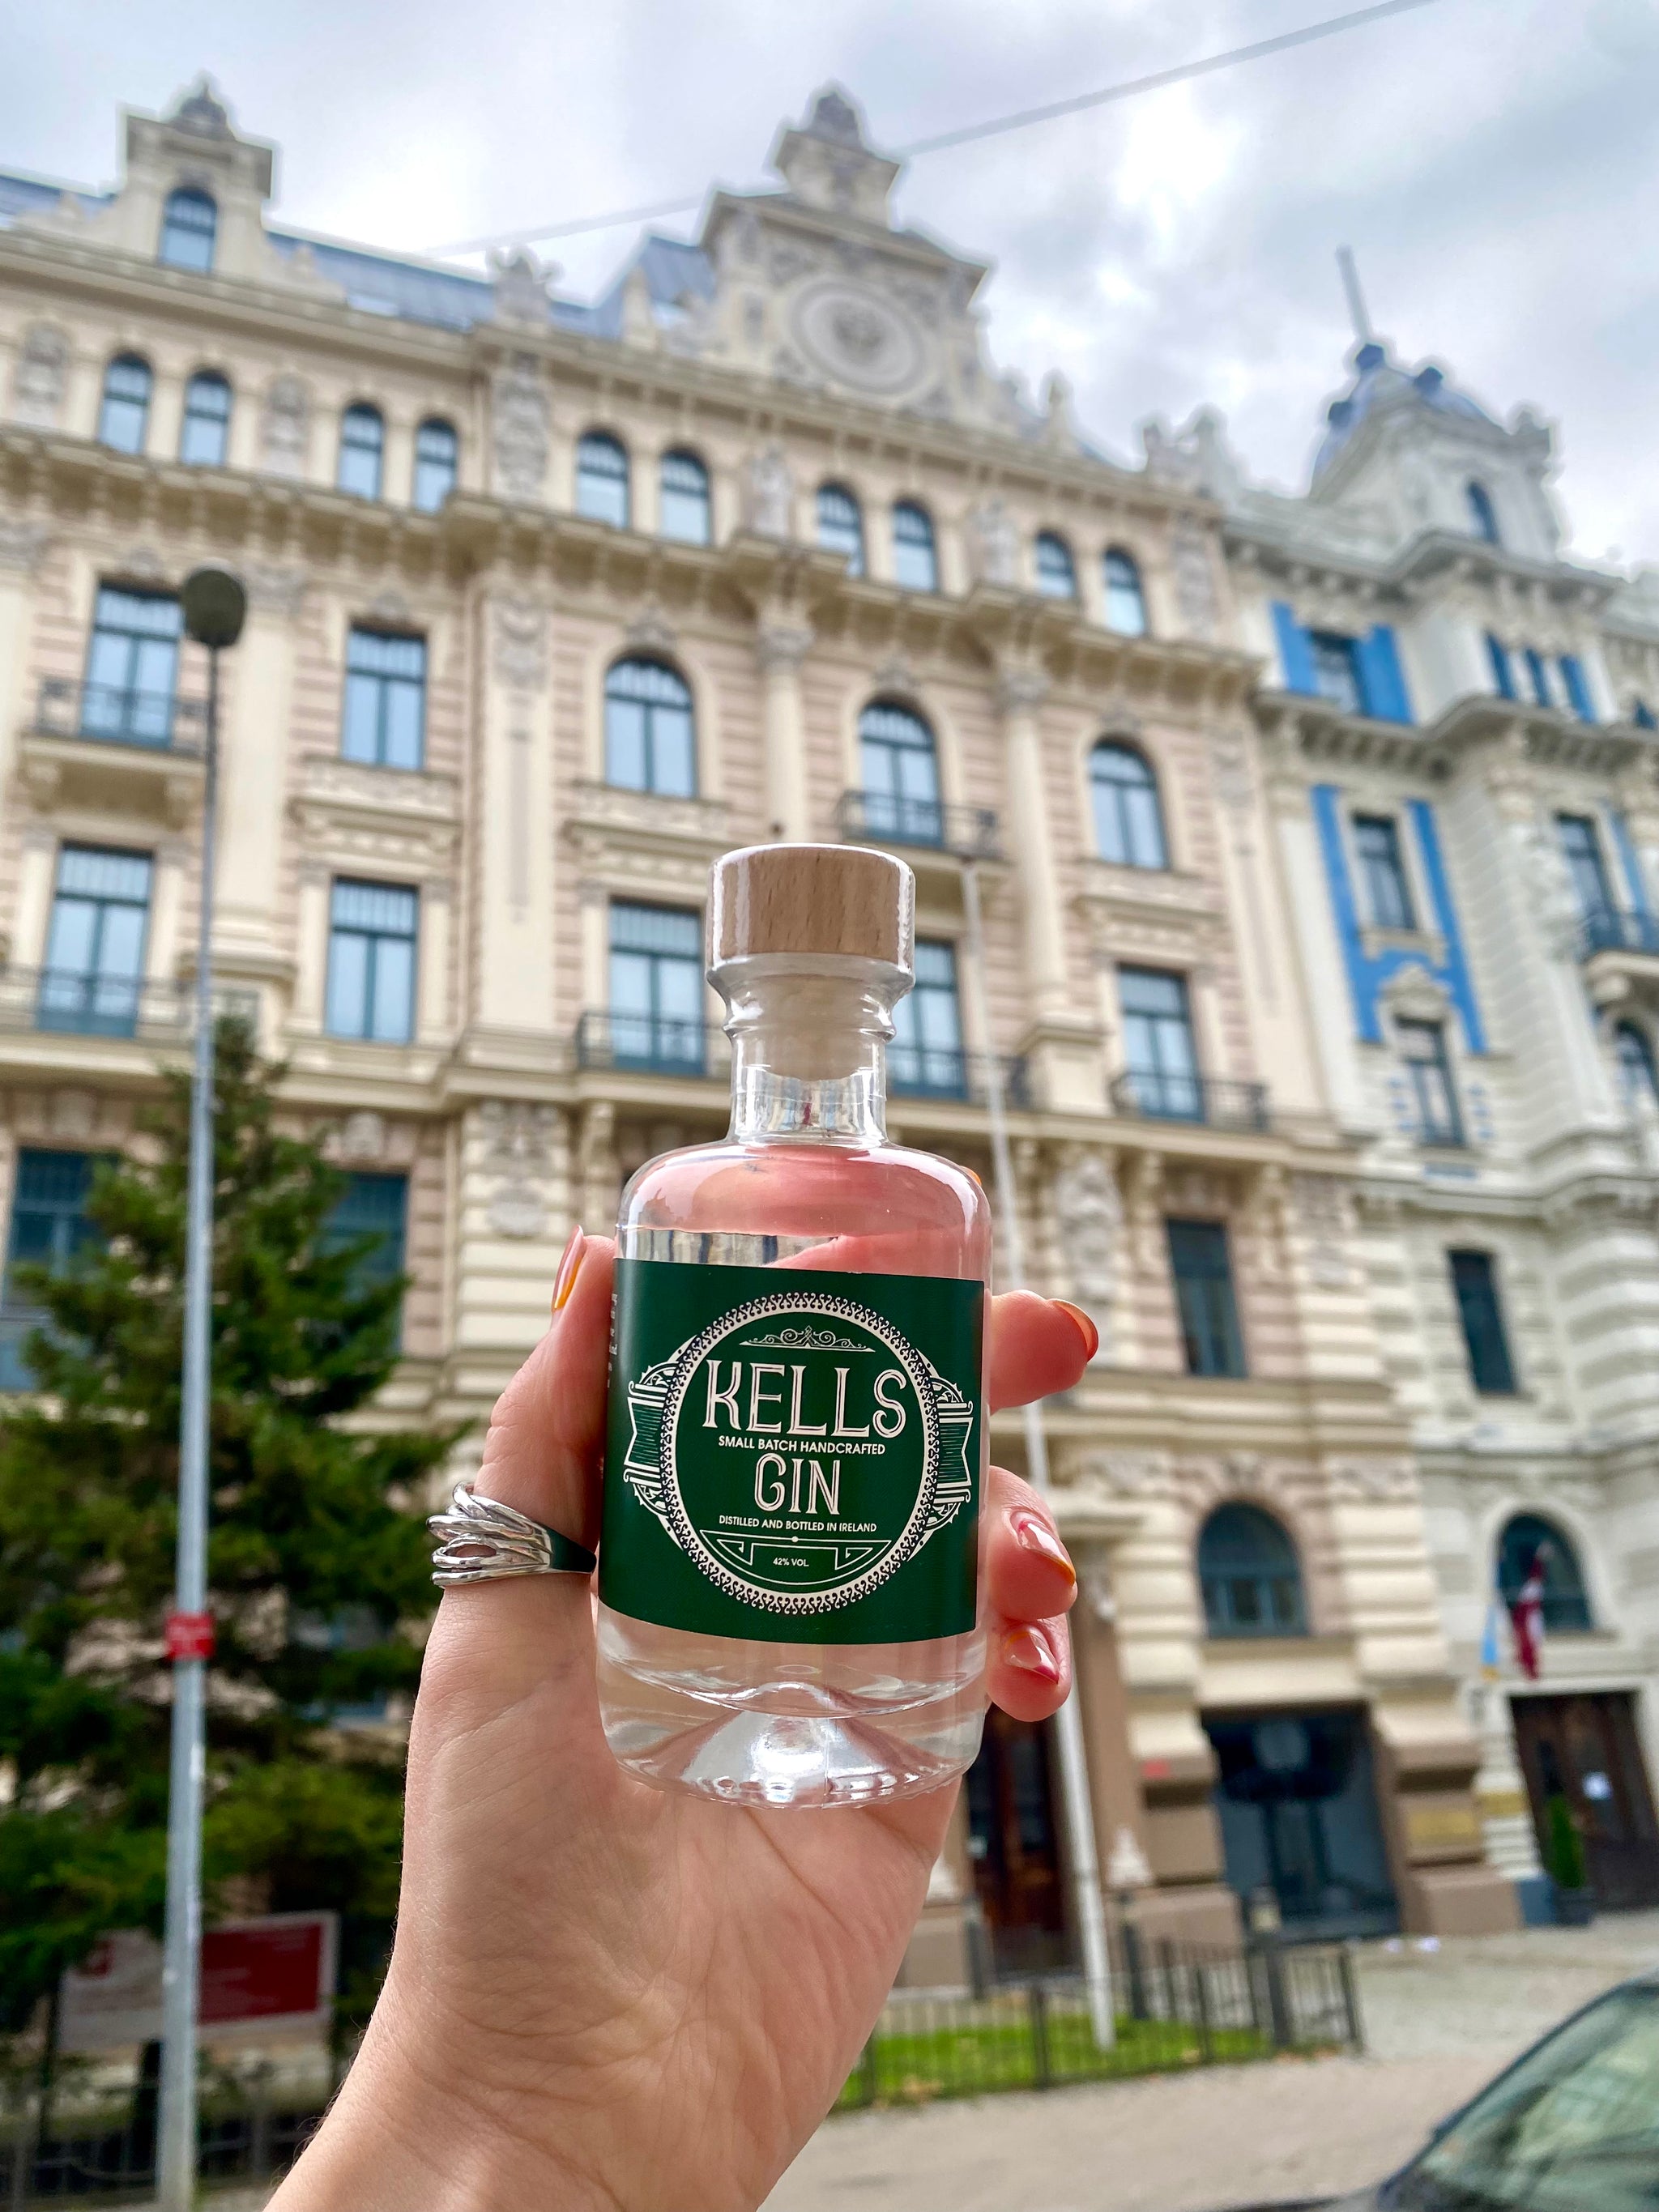 KELLS
SMALL BATCH HANDCRAFTED
GIN
DISTILLED AND BOTTLED IN IRELAND
42% VOL.